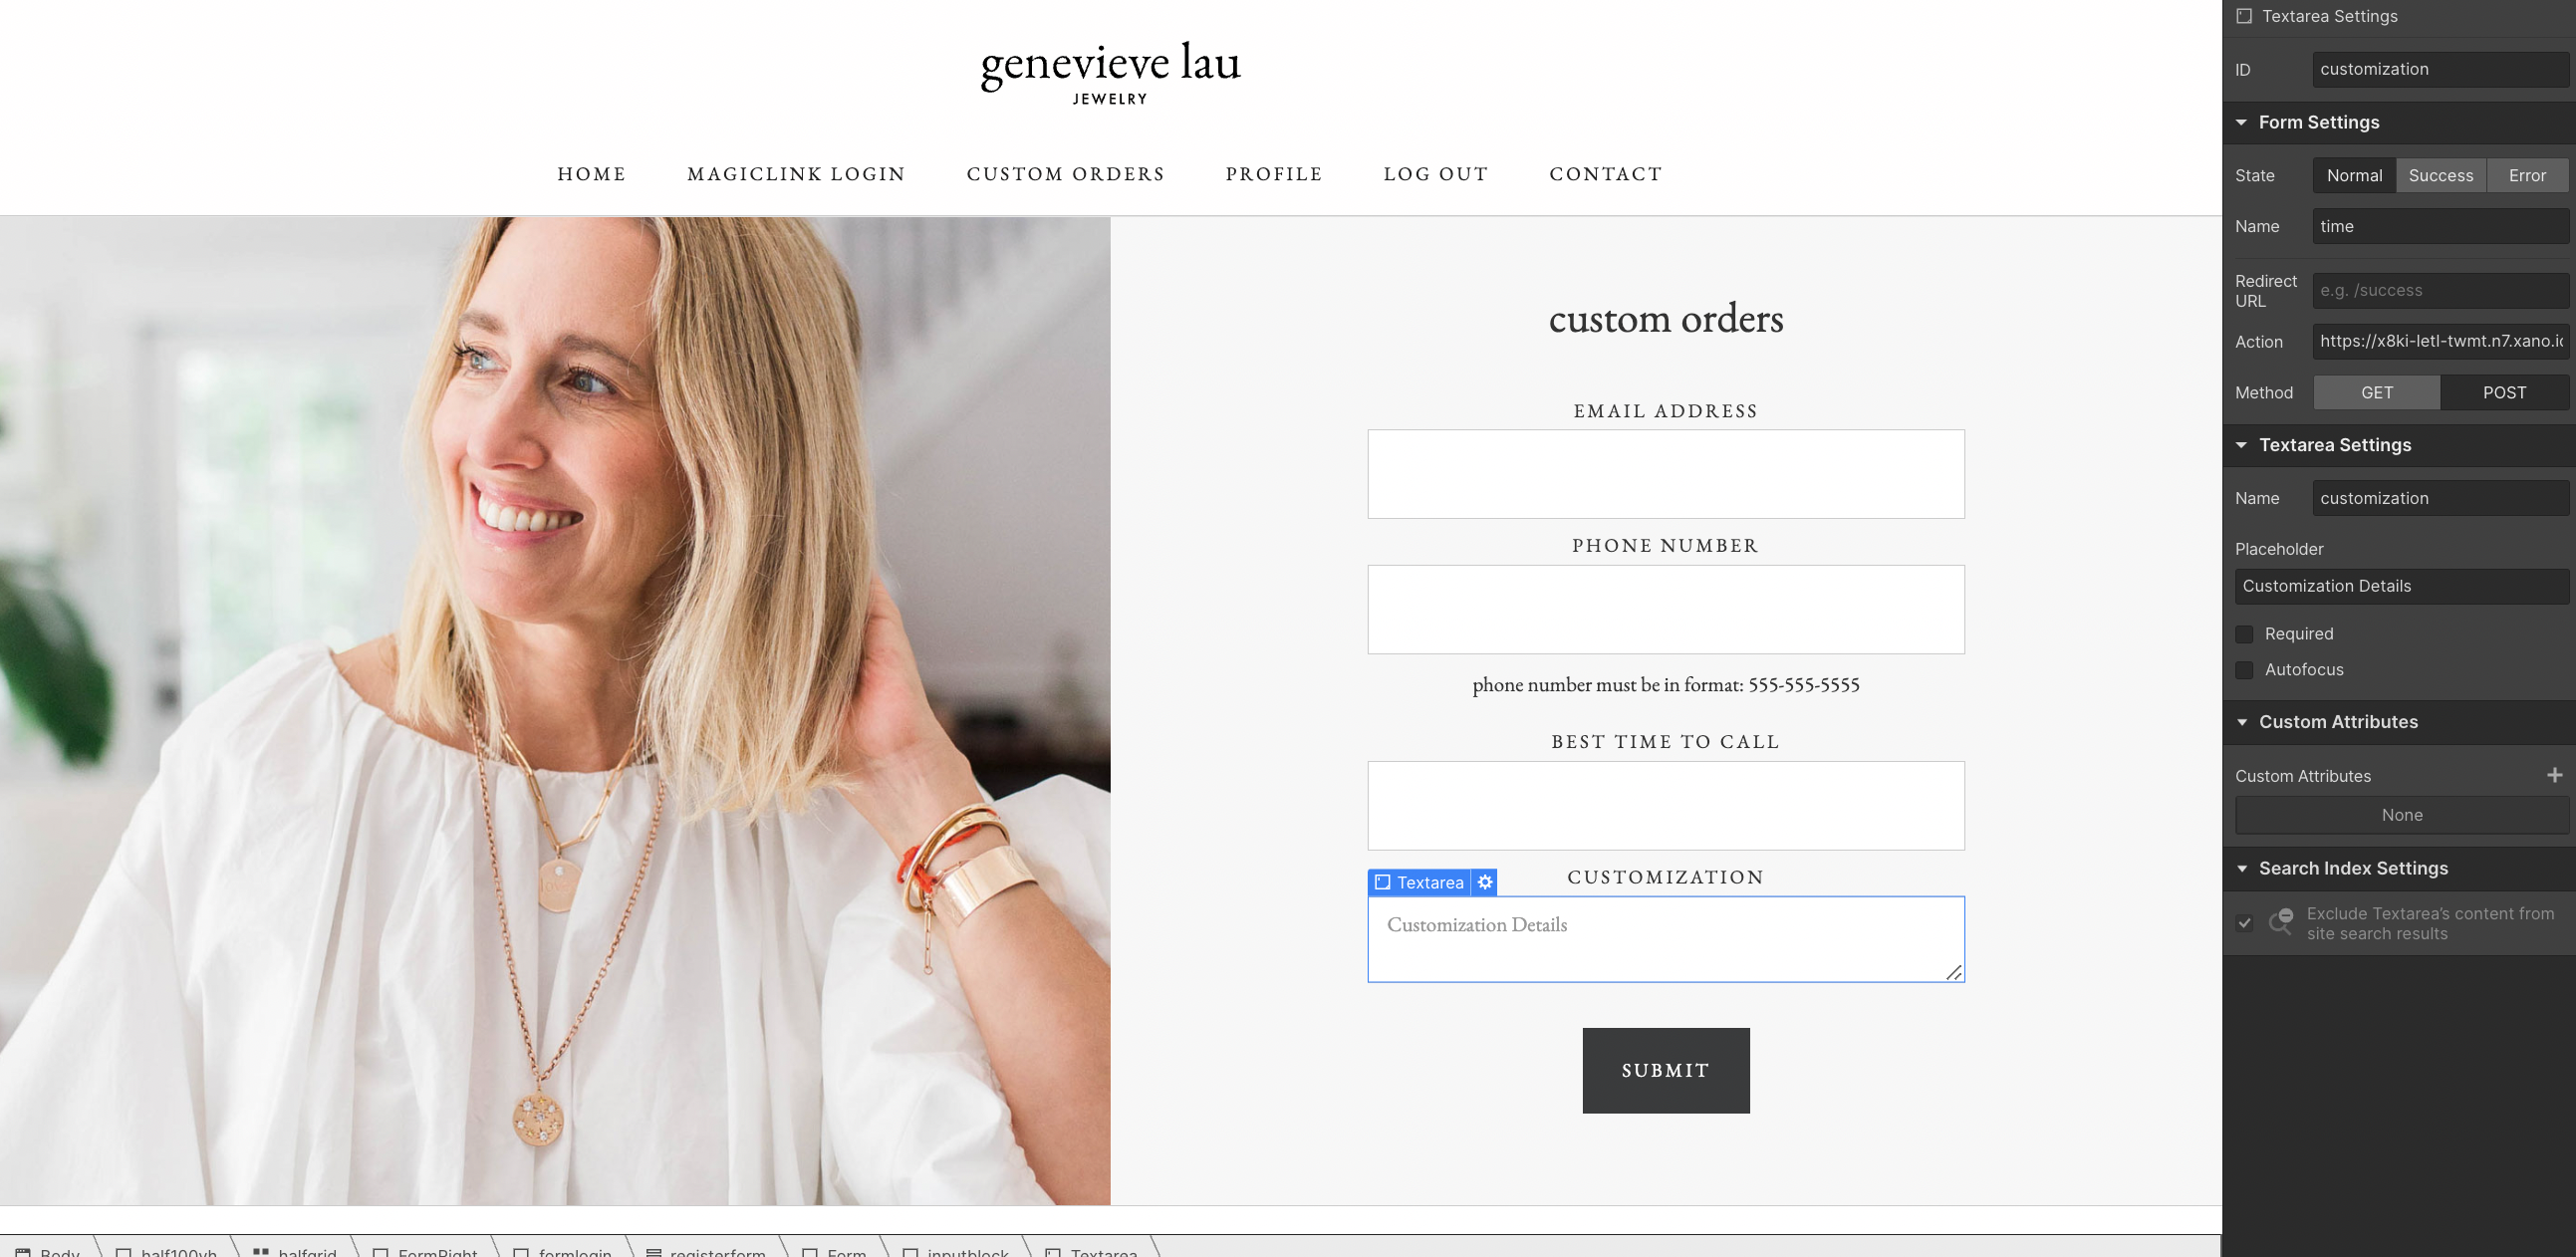 genevieve lau
JEWELRY
HOME MAGICLINK LOGIN CUSTOM ORDERS PROFILE LOG OUT CONTACT
custom orders
EMAIL ADDRESS
PHONE NUMBER
phone number must be in format: 555-555-5555
BEST TIME TO CALL
Textarea
CUSTOMIZATION
Customization Details
SUBMIT
love
Body half100vh halfgrid FormRight formlogin registerform Form inputblock Textarea
Textarea Settings
ID customization
Form Settings
State Normal Success Error
Name time
Redirect URL e.g. /success
Action https://x8ki-letl-twmt.n7.xano.i
Method GET POST
Textarea Settings
Name customization
Placeholder
Customization Details
Required
Autofocus
Custom Attributes
Custom Attributes
None
Search Index Settings
Exclude Textarea's content from
site search results